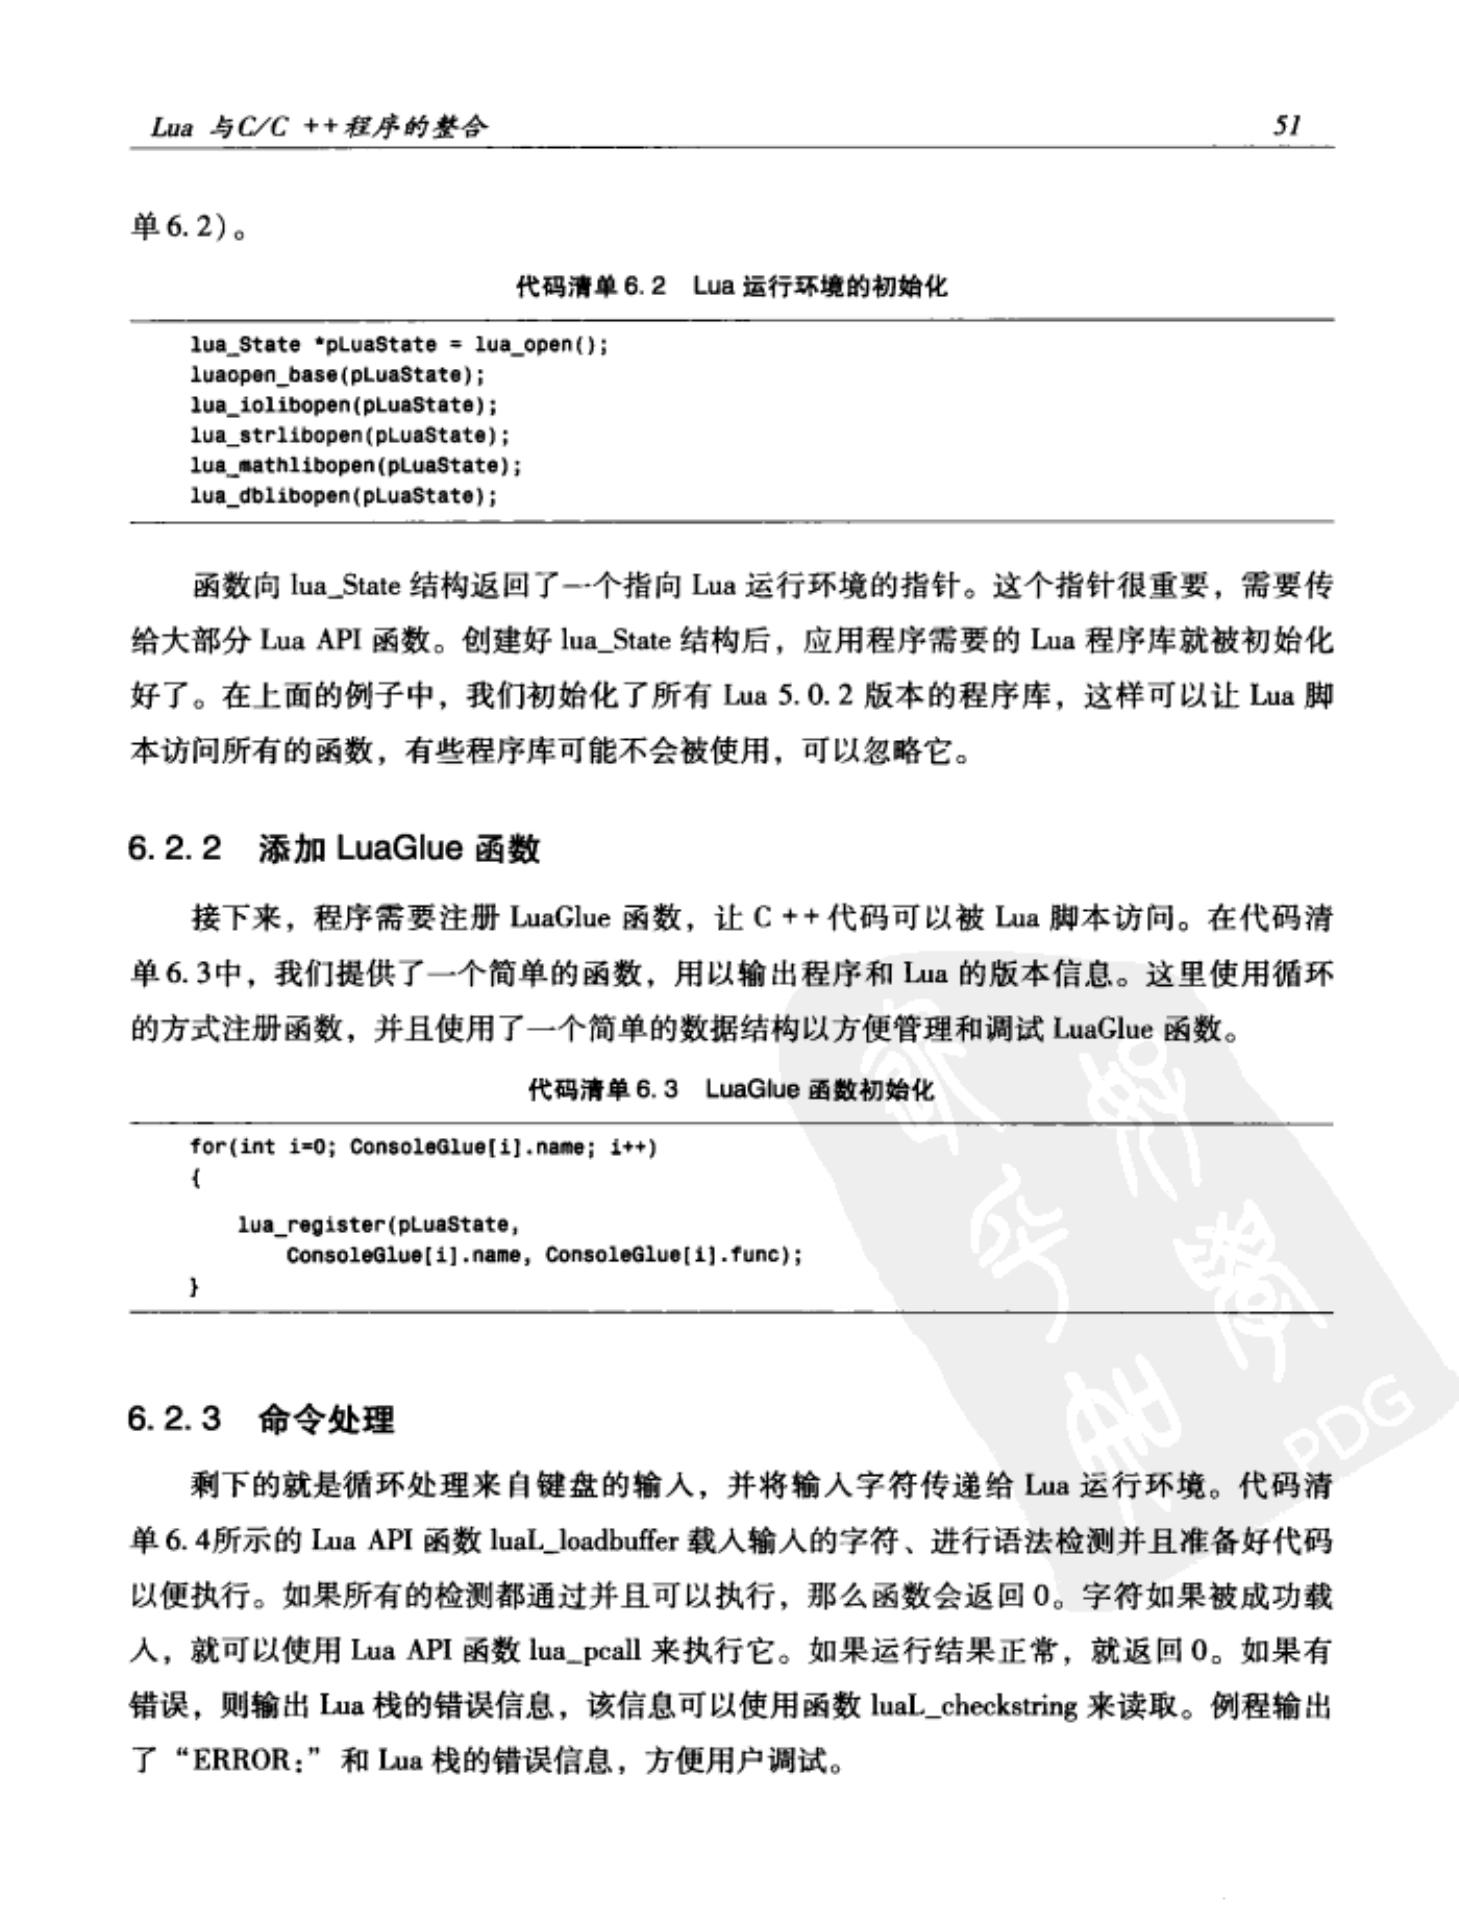 Lua 与C/C ++程序的整合 51
单6.2)。
代码清单6.2 Lua 运行环境的初始化
lua_State *pLuaState = lua_open();
luaopen_base(pLuaState);
lua_iolibopen(pLuaState);
lua_strlibopen(pLuaState);
lua_mathlibopen(pLuaState);
lua_dblibopen(pLuaState);
函数向 lua_State 结构返回了一个指向 Lua 运行环境的指针。这个指针很重要，需要传
给大部分 Lua API 函数。创建好 lua_State 结构后，应用程序需要的 Lua 程序库就被初始化
好了。在上面的例子中，我们初始化了所有 Lua 5.0.2 版本的程序库，这样可以让 Lua 脚
本访问所有的函数，有些程序库可能不会被使用，可以忽略它。
6.2.2 添加 LuaGlue 函数
接下来，程序需要注册 LuaGlue 函数，让 C ++代码可以被 Lua 脚本访问。在代码清
单6.3中，我们提供了一个简单的函数，用以输出程序和 Lua 的版本信息。这里使用循环
的方式注册函数，并且使用了一个简单的数据结构以方便管理和调试 LuaGlue 函数。
代码清单6.3 LuaGlue 函数初始化
for(int i=0; ConsoleGlue[i].name; i++)
{
lua_register(pLuaState,
ConsoleGlue[i].name, ConsoleGlue[i].func);
}
6.2.3 命令处理
剩下的就是循环处理来自键盘的输入，并将输入字符传递给 Lua 运行环境。代码清
单6.4所示的 Lua API 函数 luaL_loadbuffer 载入输入的字符、进行语法检测并且准备好代码
以便执行。如果所有的检测都通过并且可以执行，那么函数会返回0。字符如果被成功载
入，就可以使用 Lua API 函数 lua_pcall 来执行它。如果运行结果正常，就返回0。如果有
错误，则输出 Lua 栈的错误信息，该信息可以使用函数 luaL_checkstring 来读取。例程输出
了“ERROR:”和 Lua 栈的错误信息，方便用户调试。
PDG